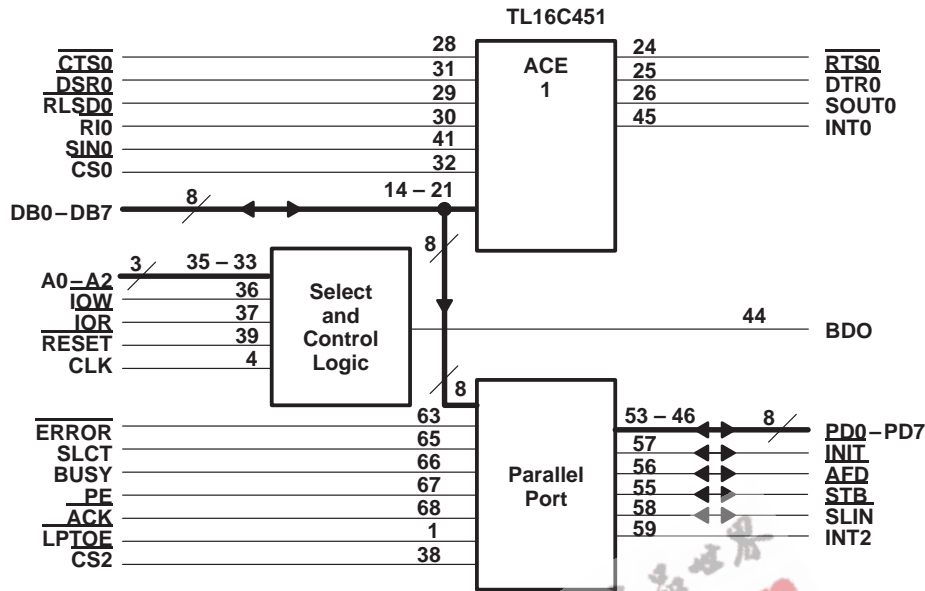 TL16C451
CTS0 28
DSR0 31
RLSD0 29
RI0 30
SIN0 41
CS0 32
ACE
1
24 RTS0
25 DTR0
26 SOUT0
45 INT0
DB0–DB7 8 14 – 21
8
A0–A2 3 35 – 33
IOW 36
IOR 37
RESET 39
CLK 4
Select
and
Control
Logic
44 BDO
8
ERROR 63
SLCT 65
BUSY 66
PE 67
ACK 68
LPTOE 1
CS2 38
Parallel
Port
53 – 46 8 PD0–PD7
57 INIT
56 AFD
55 STB
58 SLIN
59 INT2